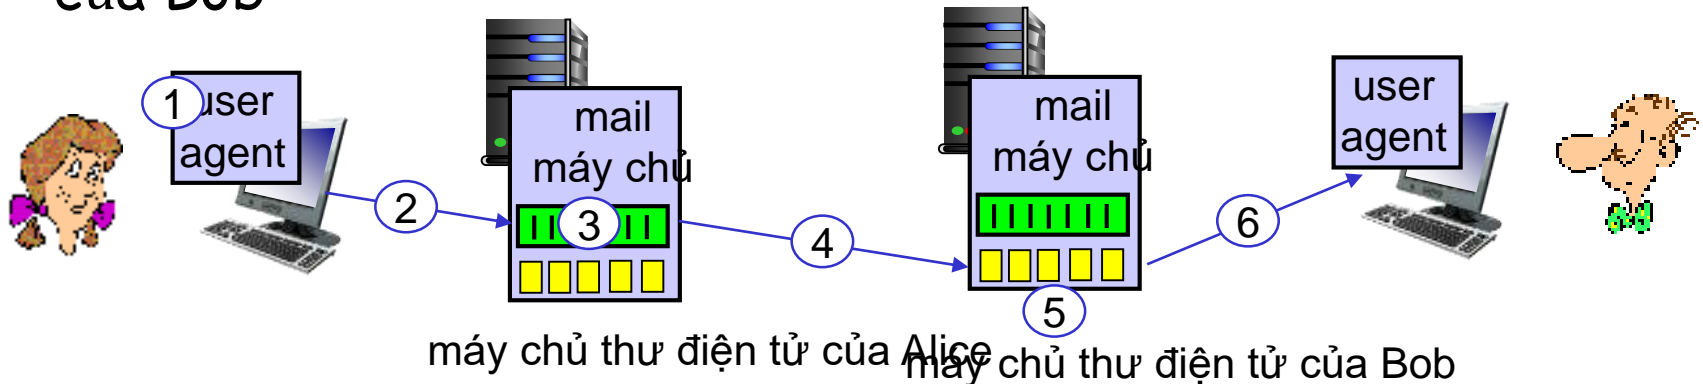 của Bob
1 user
agent
2
mail
máy chủ
3
4
mail
máy chủ
5
6
user
agent
máy chủ thư điện tử của Alice
máy chủ thư điện tử của Bob